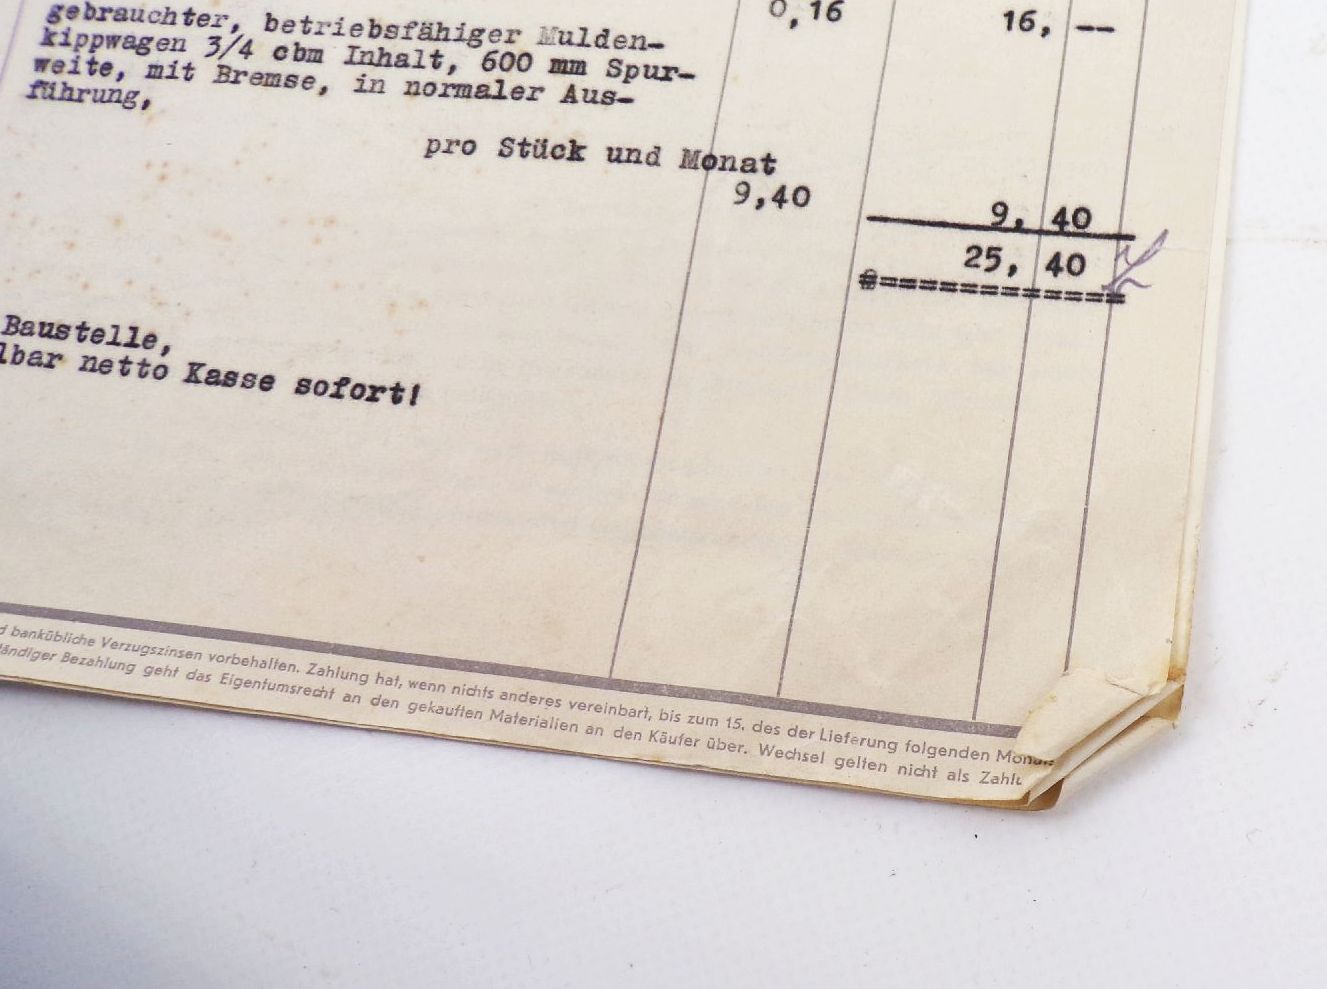 0,16 16, --
gebrauchter, betriebsfähiger Mulden-
kippwagen 3/4 cbm Inhalt, 600 mm Spur-
weite, mit Bremse, in normaler Aus-
führung,
pro Stück und Monat
9,40 9, 40
25, 40
=============
Baustelle,
lbar netto Kasse sofort!
d bankübliche Verzugszinsen vorbehalten. Zahlung hat, wenn nichts anderes vereinbart, bis zum 15. des der Lieferung folgenden Mon
tändiger Bezahlung geht das Eigentumsrecht an den gekauften Materialien an den Käufer über. Wechsel gelten nicht als Zahl